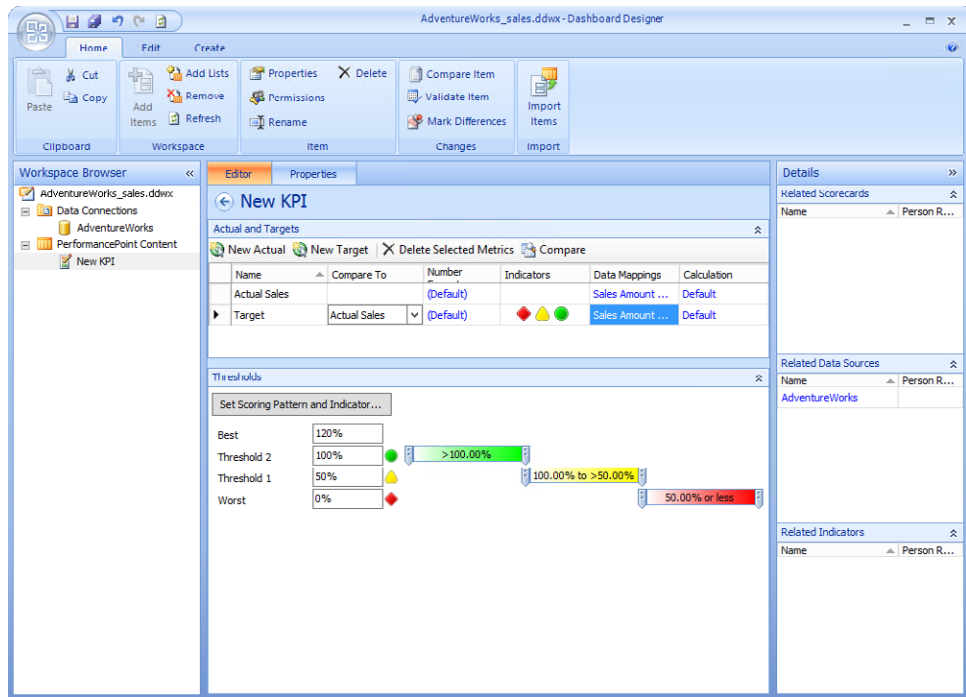 AdventureWorks_sales.ddwx - Dashboard Designer
Home Edit Create
Paste
Cut
Copy
Clipboard
Add Items
Add Lists
Remove
Refresh
Workspace
Properties
Delete
Permissions
Rename
Item
Compare Item
Validate Item
Mark Differences
Changes
Import Items
Import
Workspace Browser «
AdventureWorks_sales.ddwx
Data Connections
AdventureWorks
PerformancePoint Content
New KPI
Editor Properties
New KPI
Actual and Targets
New Actual New Target Delete Selected Metrics Compare
Name Compare To Number Indicators Data Mappings Calculation
Actual Sales (Default) Sales Amount ... Default
Target Actual Sales (Default) Sales Amount ... Default
Thresholds
Set Scoring Pattern and Indicator...
Best 120%
Threshold 2 100% >100.00%
Threshold 1 50% 100.00% to >50.00%
Worst 0% 50.00% or less
Details »
Related Scorecards
Name Person R...
Related Data Sources
Name Person R...
AdventureWorks
Related Indicators
Name Person R...